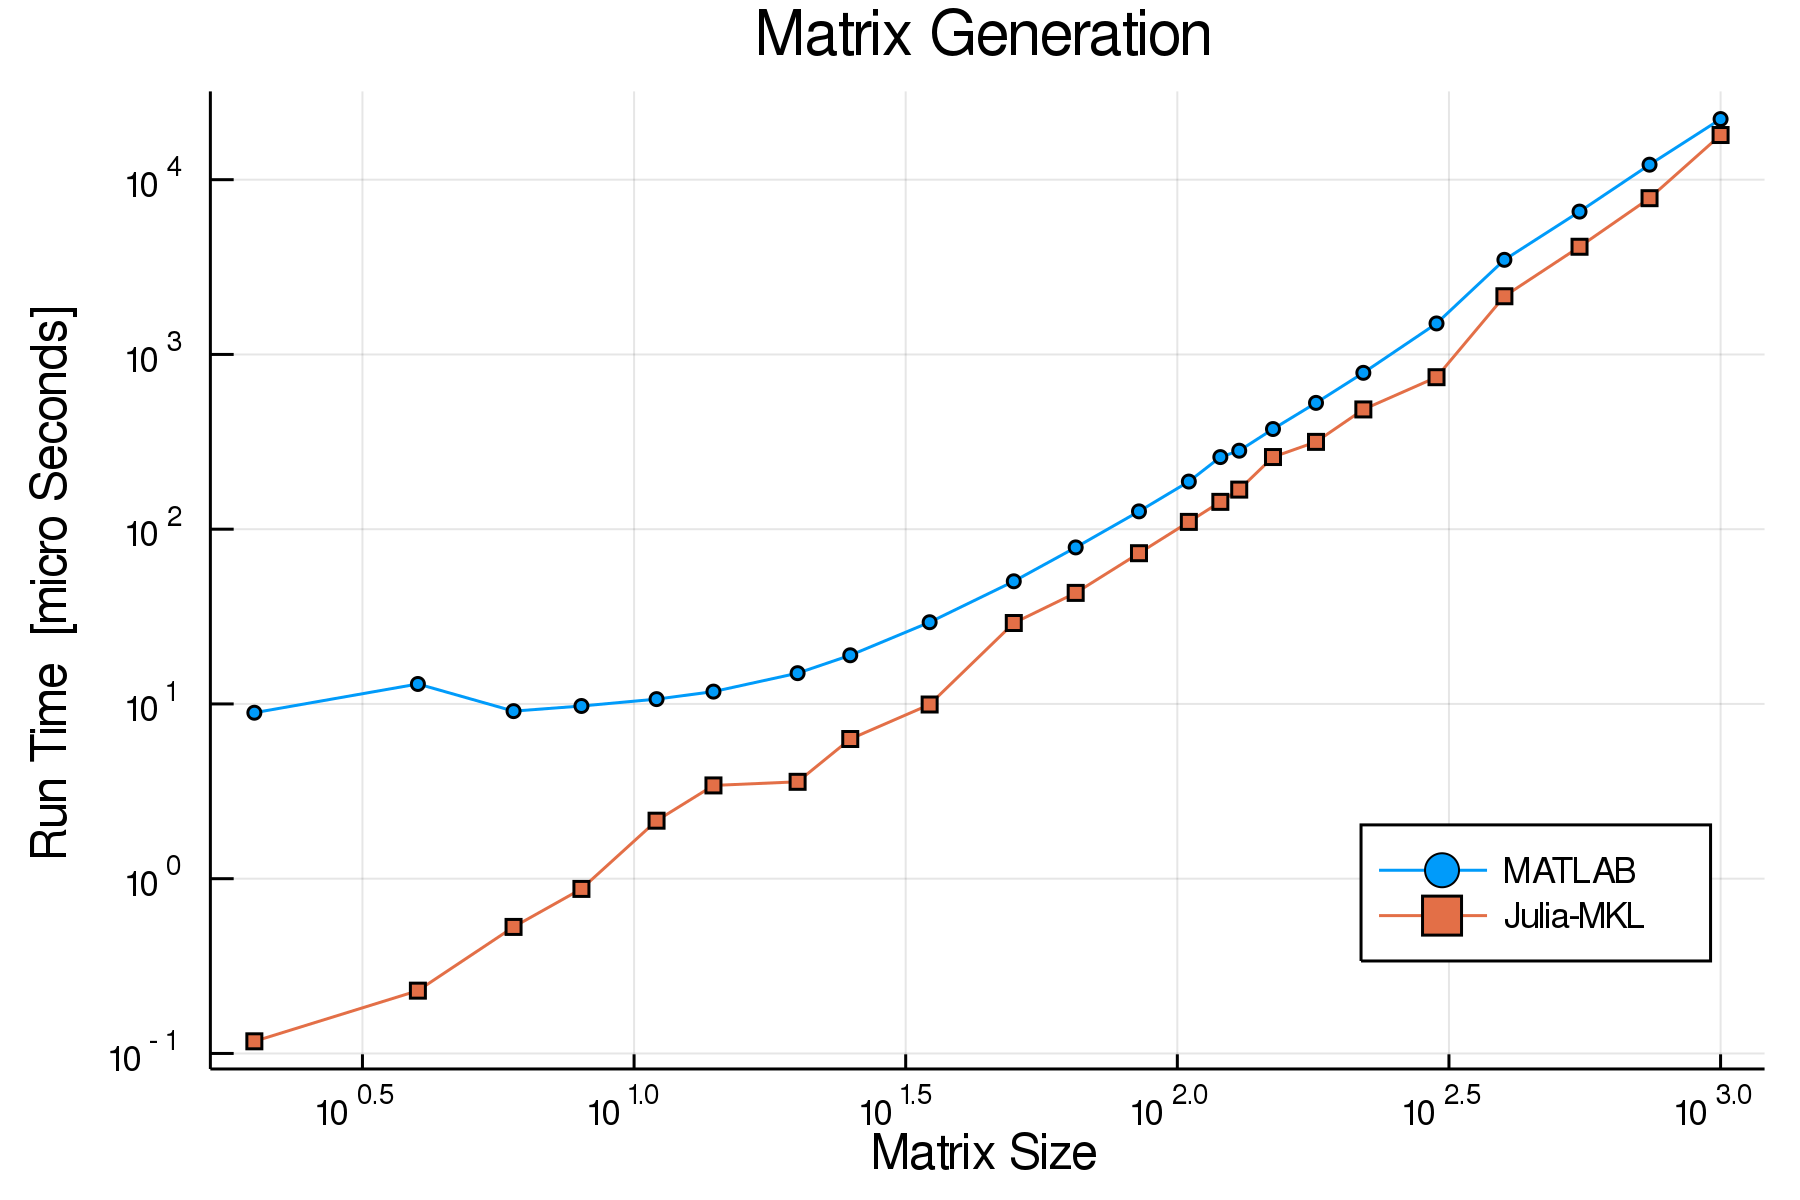 Matrix Generation
Run Time [micro Seconds]
10^4
10^3
10^2
10^1
10^0
10^-1
MATLAB
Julia-MKL
10^0.5 10^1.0 10^1.5 10^2.0 10^2.5 10^3.0
Matrix Size